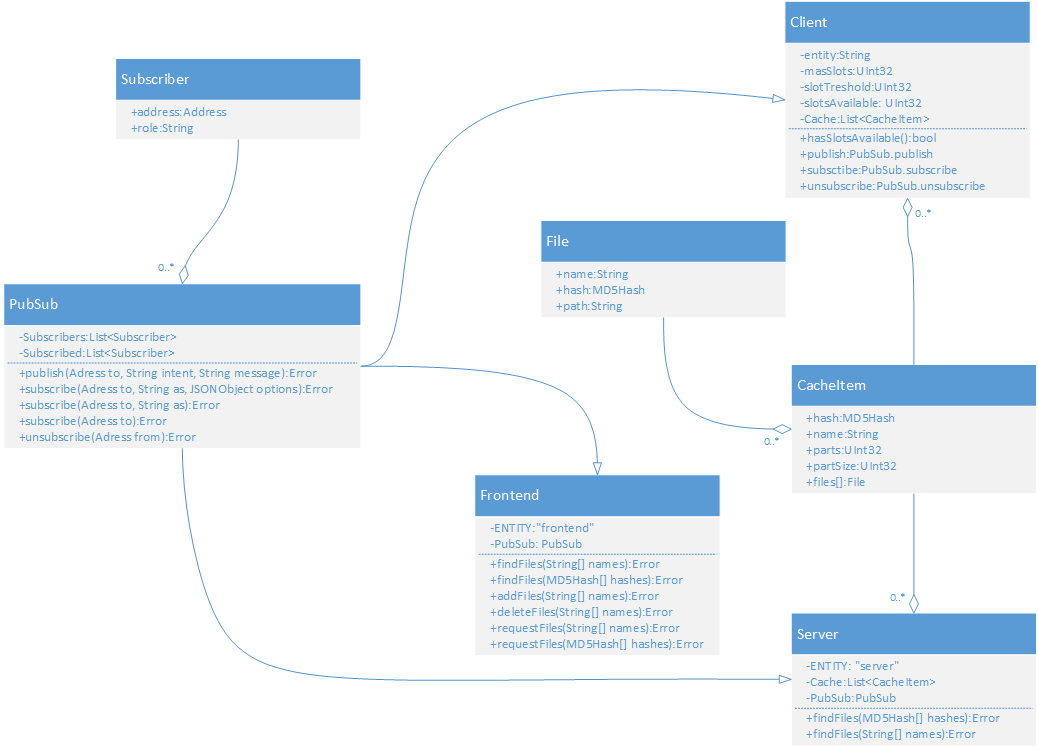 Client
-entity:String
-masSlots:UInt32
-slotTreshold:UInt32
-slotsAvailable: UInt32
-Cache:List<CacheItem>
+hasSlotsAvailable():bool
+publish:PubSub.publish
+subsctibe:PubSub.subscribe
+unsubscribe:PubSub.unsubscribe
0..*
Subscriber
+address:Address
+role:String
0..*
File
+name:String
+hash:MD5Hash
+path:String
0..*
PubSub
-Subscribers:List<Subscriber>
-Subscribed:List<Subscriber>
+publish(Adress to, String intent, String message):Error
+subscribe(Adress to, String as, JSONObject options):Error
+subscribe(Adress to, String as):Error
+subscribe(Adress to):Error
+unsubscribe(Adress from):Error
CacheItem
+hash:MD5Hash
+name:String
+parts:UInt32
+partSize:UInt32
+files[]:File
0..*
Frontend
-ENTITY:"frontend"
-PubSub: PubSub
+findFiles(String[] names):Error
+findFiles(MD5Hash[] hashes):Error
+addFiles(String[] names):Error
+deleteFiles(String[] names):Error
+requestFiles(String[] names):Error
+requestFiles(MD5Hash[] hashes):Error
Server
-ENTITY: "server"
-Cache:List<CacheItem>
-PubSub:PubSub
+findFiles(MD5Hash[] hashes):Error
+findFiles(String[] names):Error